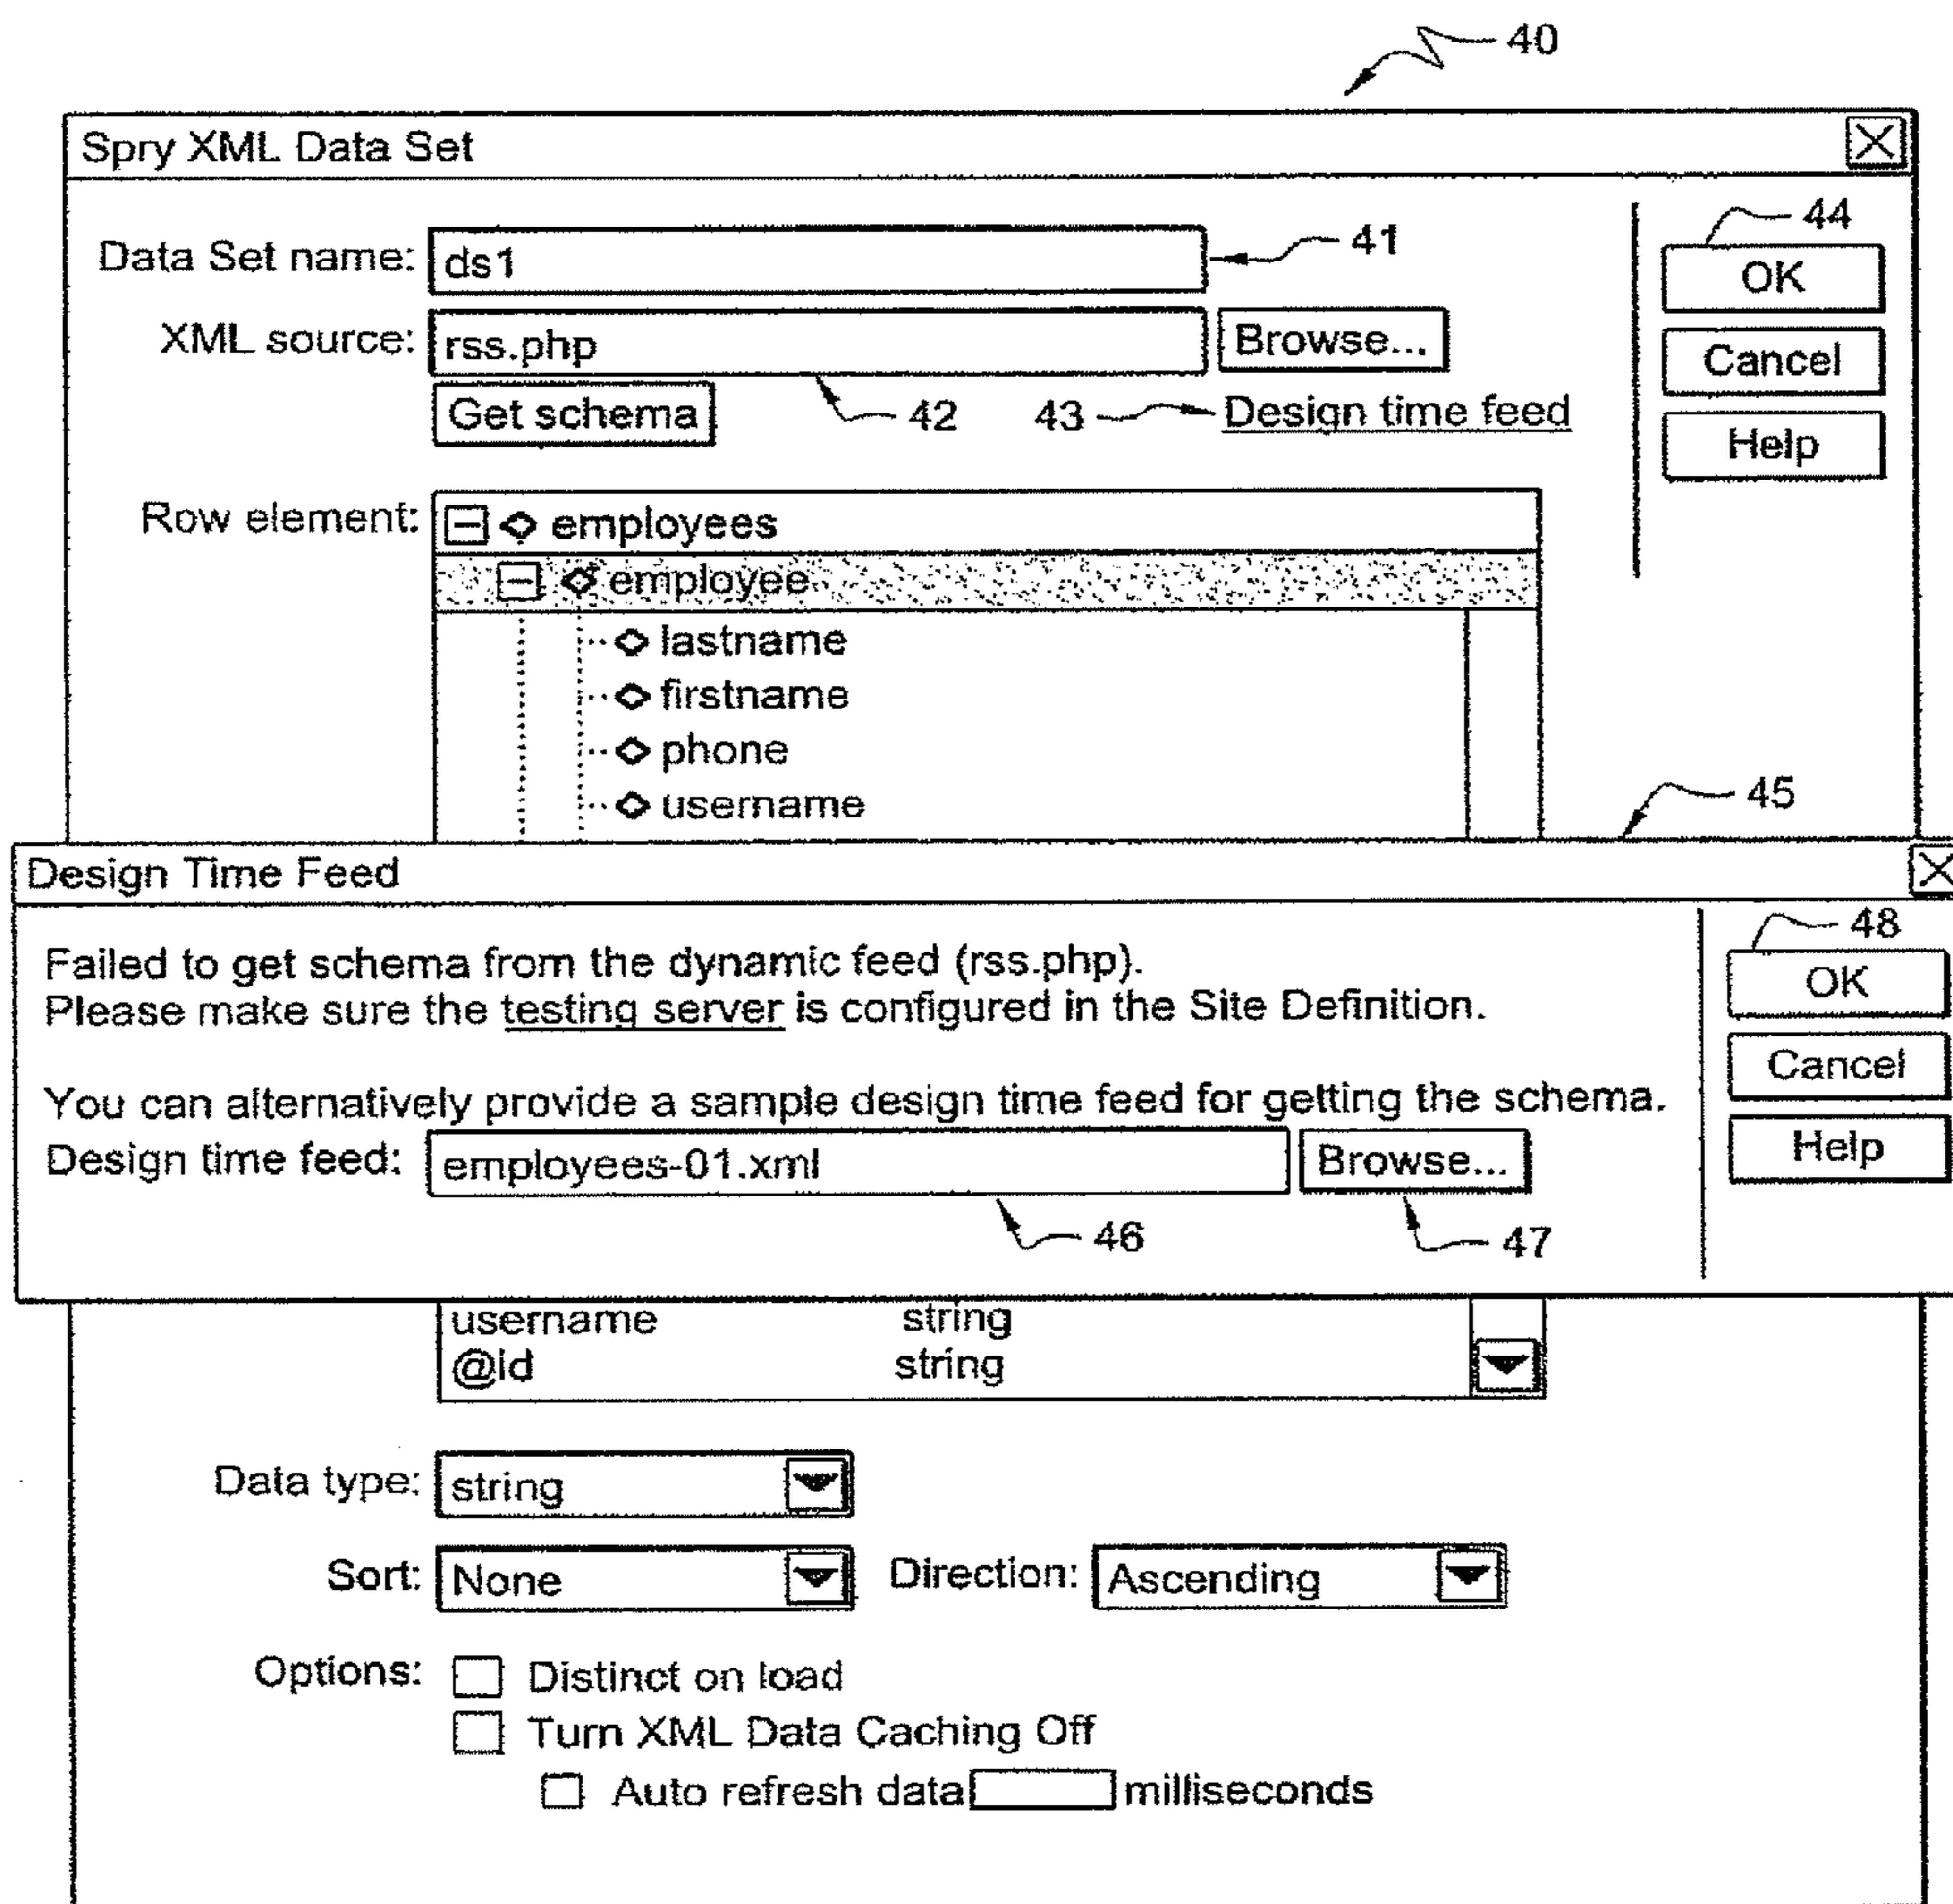 40
Spry XML Data Set
44
Data Set name: ds1 41 OK
XML source: rss.php Browse... Cancel
Get schema 42 43 Design time feed Help
Row element: employees
employee
lastname
firstname
phone
username
45
Design Time Feed
48
Failed to get schema from the dynamic feed (rss.php). OK
Please make sure the testing server is configured in the Site Definition.
Cancel
You can alternatively provide a sample design time feed for getting the schema.
Design time feed: employees-01.xml Browse... Help
46 47
username string
@id string
Data type: string
Sort: None Direction: Ascending
Options: Distinct on load
Turn XML Data Caching Off
Auto refresh data milliseconds